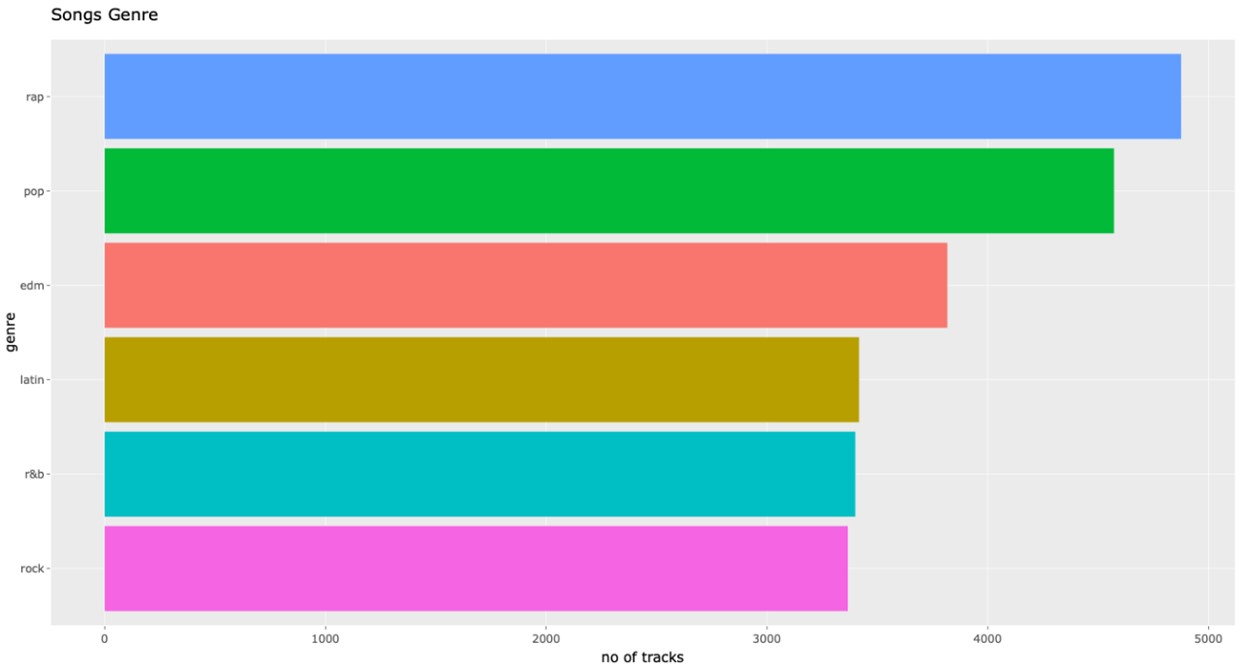 Songs Genre
rap
pop
edm
genre
latin
r&b
rock
0 1000 2000 3000 4000 5000
no of tracks